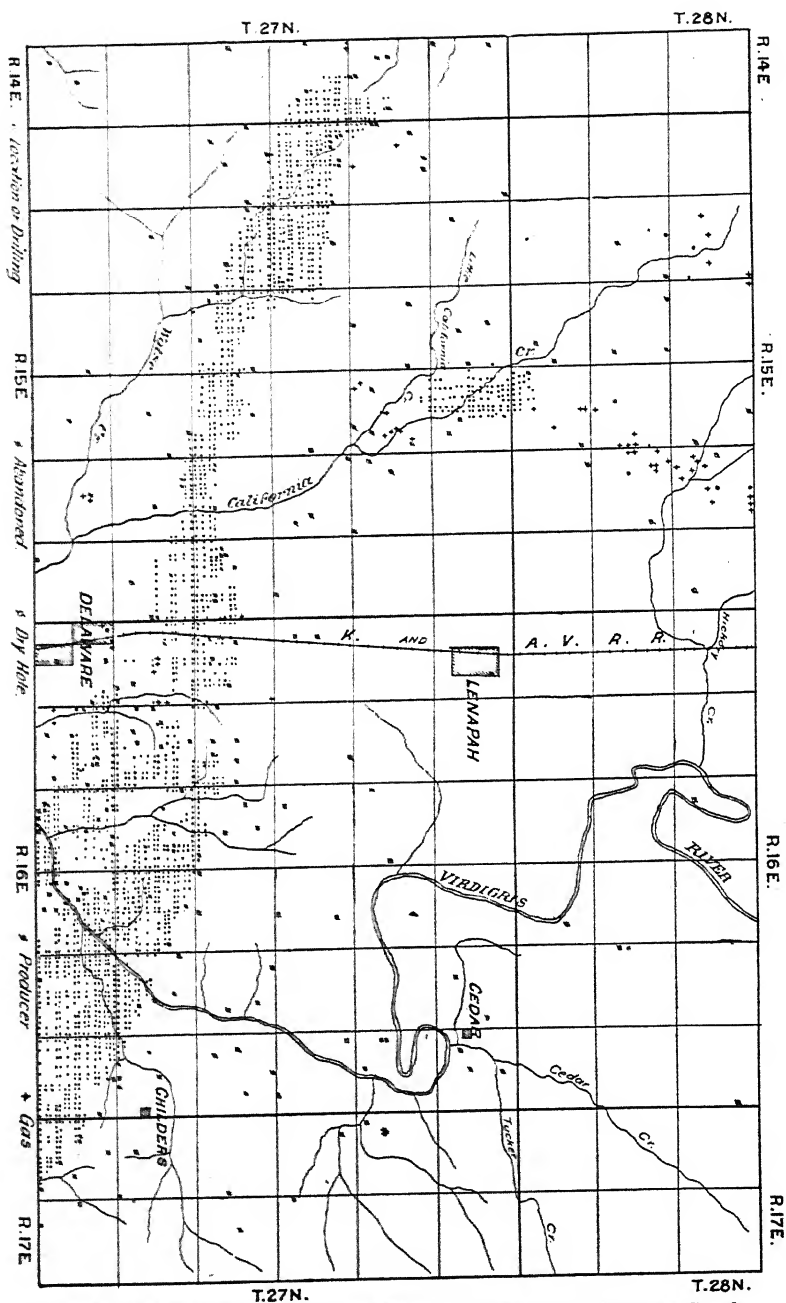 T.27N.
T.28N.
R.14E
R.15E.
R.16E.
R.17E.
R.14E. Location or Drilling R.15E Abandoned Dry Hole. R.16E Producer + Gas R.17E.
Little California Cr.
Cr.
California
Cr.
DELAWARE
K. AND A. V. R. R.
LENAPAH
Hickory Cr.
VIRDIGRIS RIVER
CEDAR
Cedar Cr.
Tucker Cr.
CHILDERS
T.27N.
T.28N.